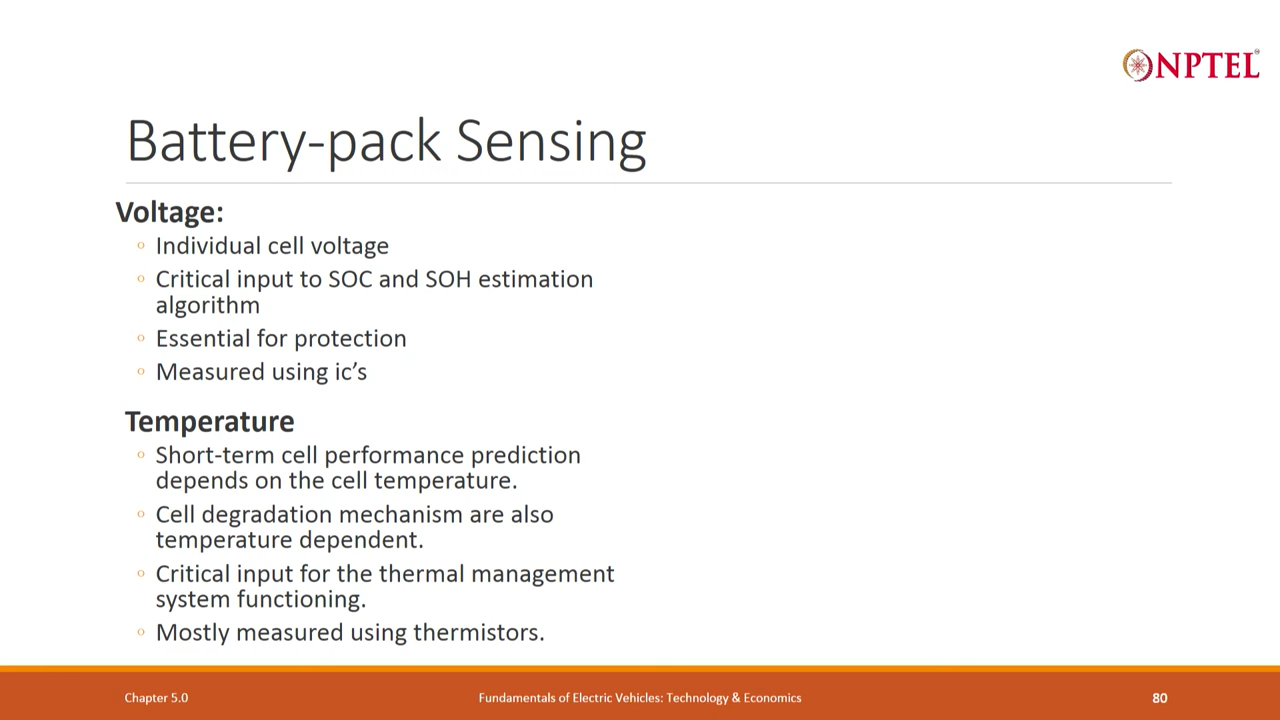 NPTEL
Battery-pack Sensing
Voltage:
Individual cell voltage
Critical input to SOC and SOH estimation
algorithm
Essential for protection
Measured using ic’s
Temperature
Short-term cell performance prediction
depends on the cell temperature.
Cell degradation mechanism are also
temperature dependent.
Critical input for the thermal management
system functioning.
Mostly measured using thermistors.
Chapter 5.0
Fundamentals of Electric Vehicles: Technology & Economics
80